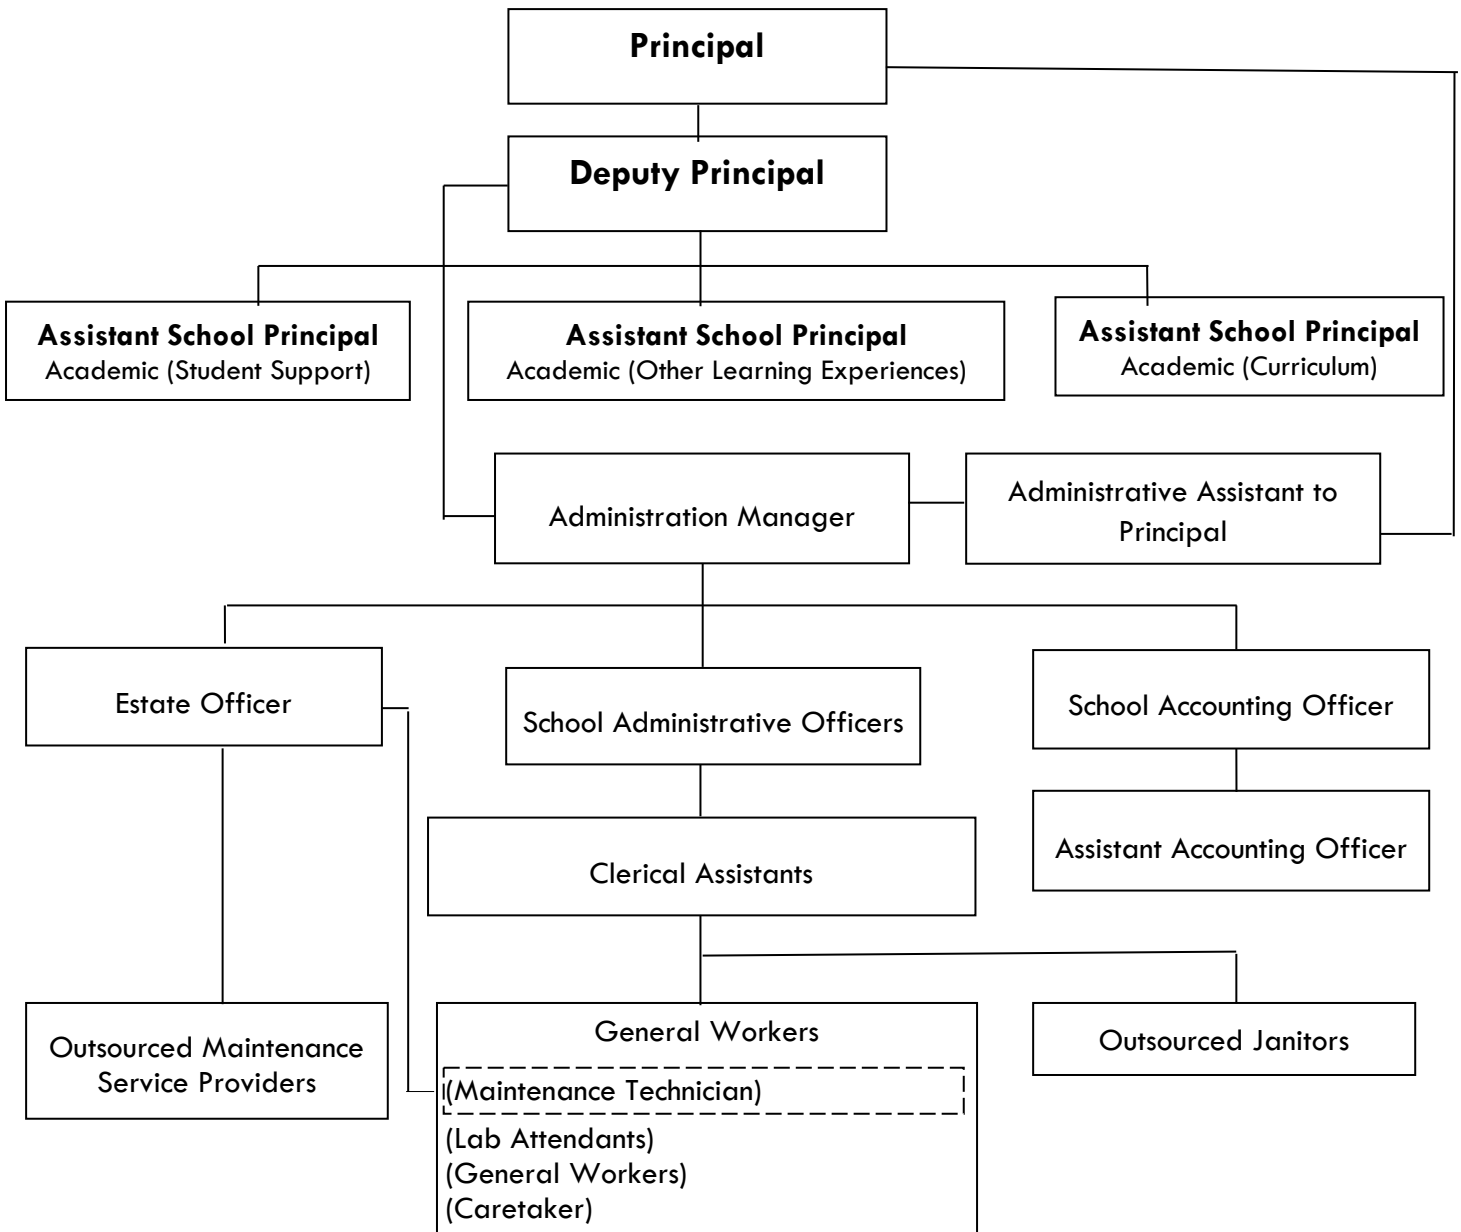 Principal
Deputy Principal
Assistant School Principal
Academic (Student Support)
Assistant School Principal
Academic (Other Learning Experiences)
Assistant School Principal
Academic (Curriculum)
Administration Manager
Administrative Assistant to
Principal
Estate Officer
School Administrative Officers
School Accounting Officer
Clerical Assistants
Assistant Accounting Officer
Outsourced Maintenance
Service Providers
General Workers
(Maintenance Technician)
(Lab Attendants)
(General Workers)
(Caretaker)
Outsourced Janitors